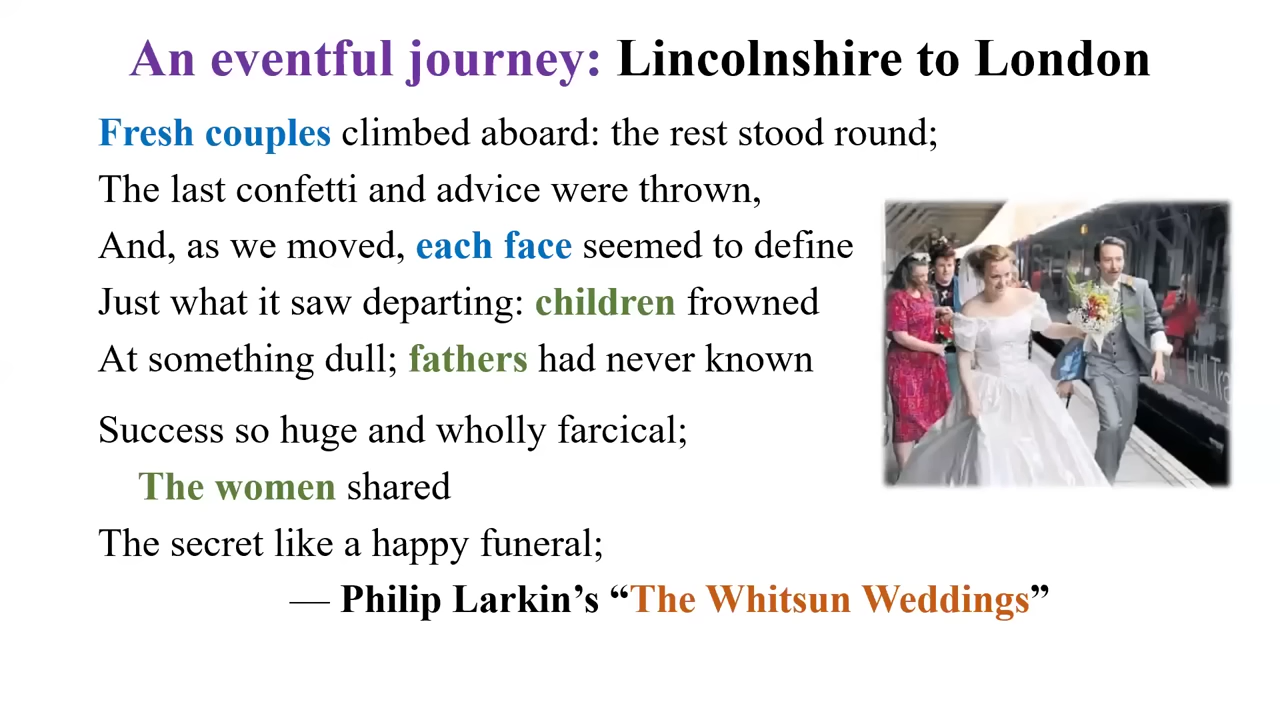 An eventful journey: Lincolnshire to London
Fresh couples climbed aboard: the rest stood round;
The last confetti and advice were thrown,
And, as we moved, each face seemed to define
Just what it saw departing: children frowned
At something dull; fathers had never known
Success so huge and wholly farcical;
The women shared
The secret like a happy funeral;
— Philip Larkin’s “The Whitsun Weddings”
Hul Tra